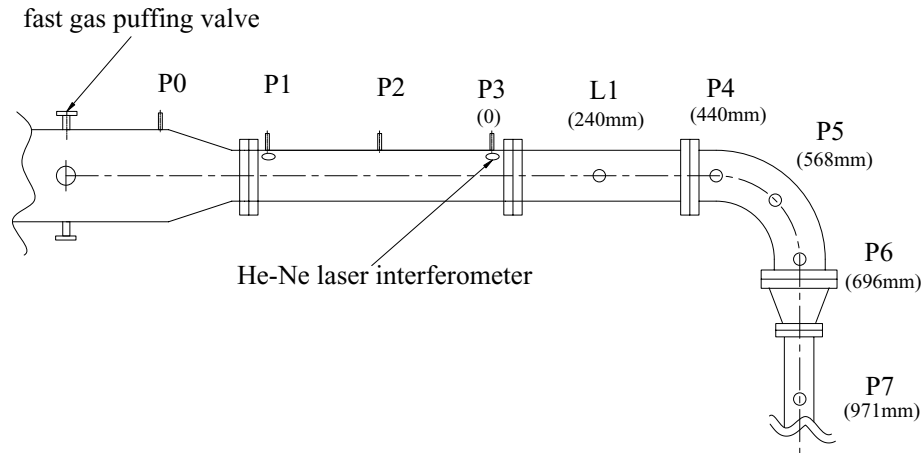 fast gas puffing valve
P0
P1
P2
P3
(0)
L1
(240mm)
P4
(440mm)
P5
(568mm)
He-Ne laser interferometer
P6
(696mm)
P7
(971mm)